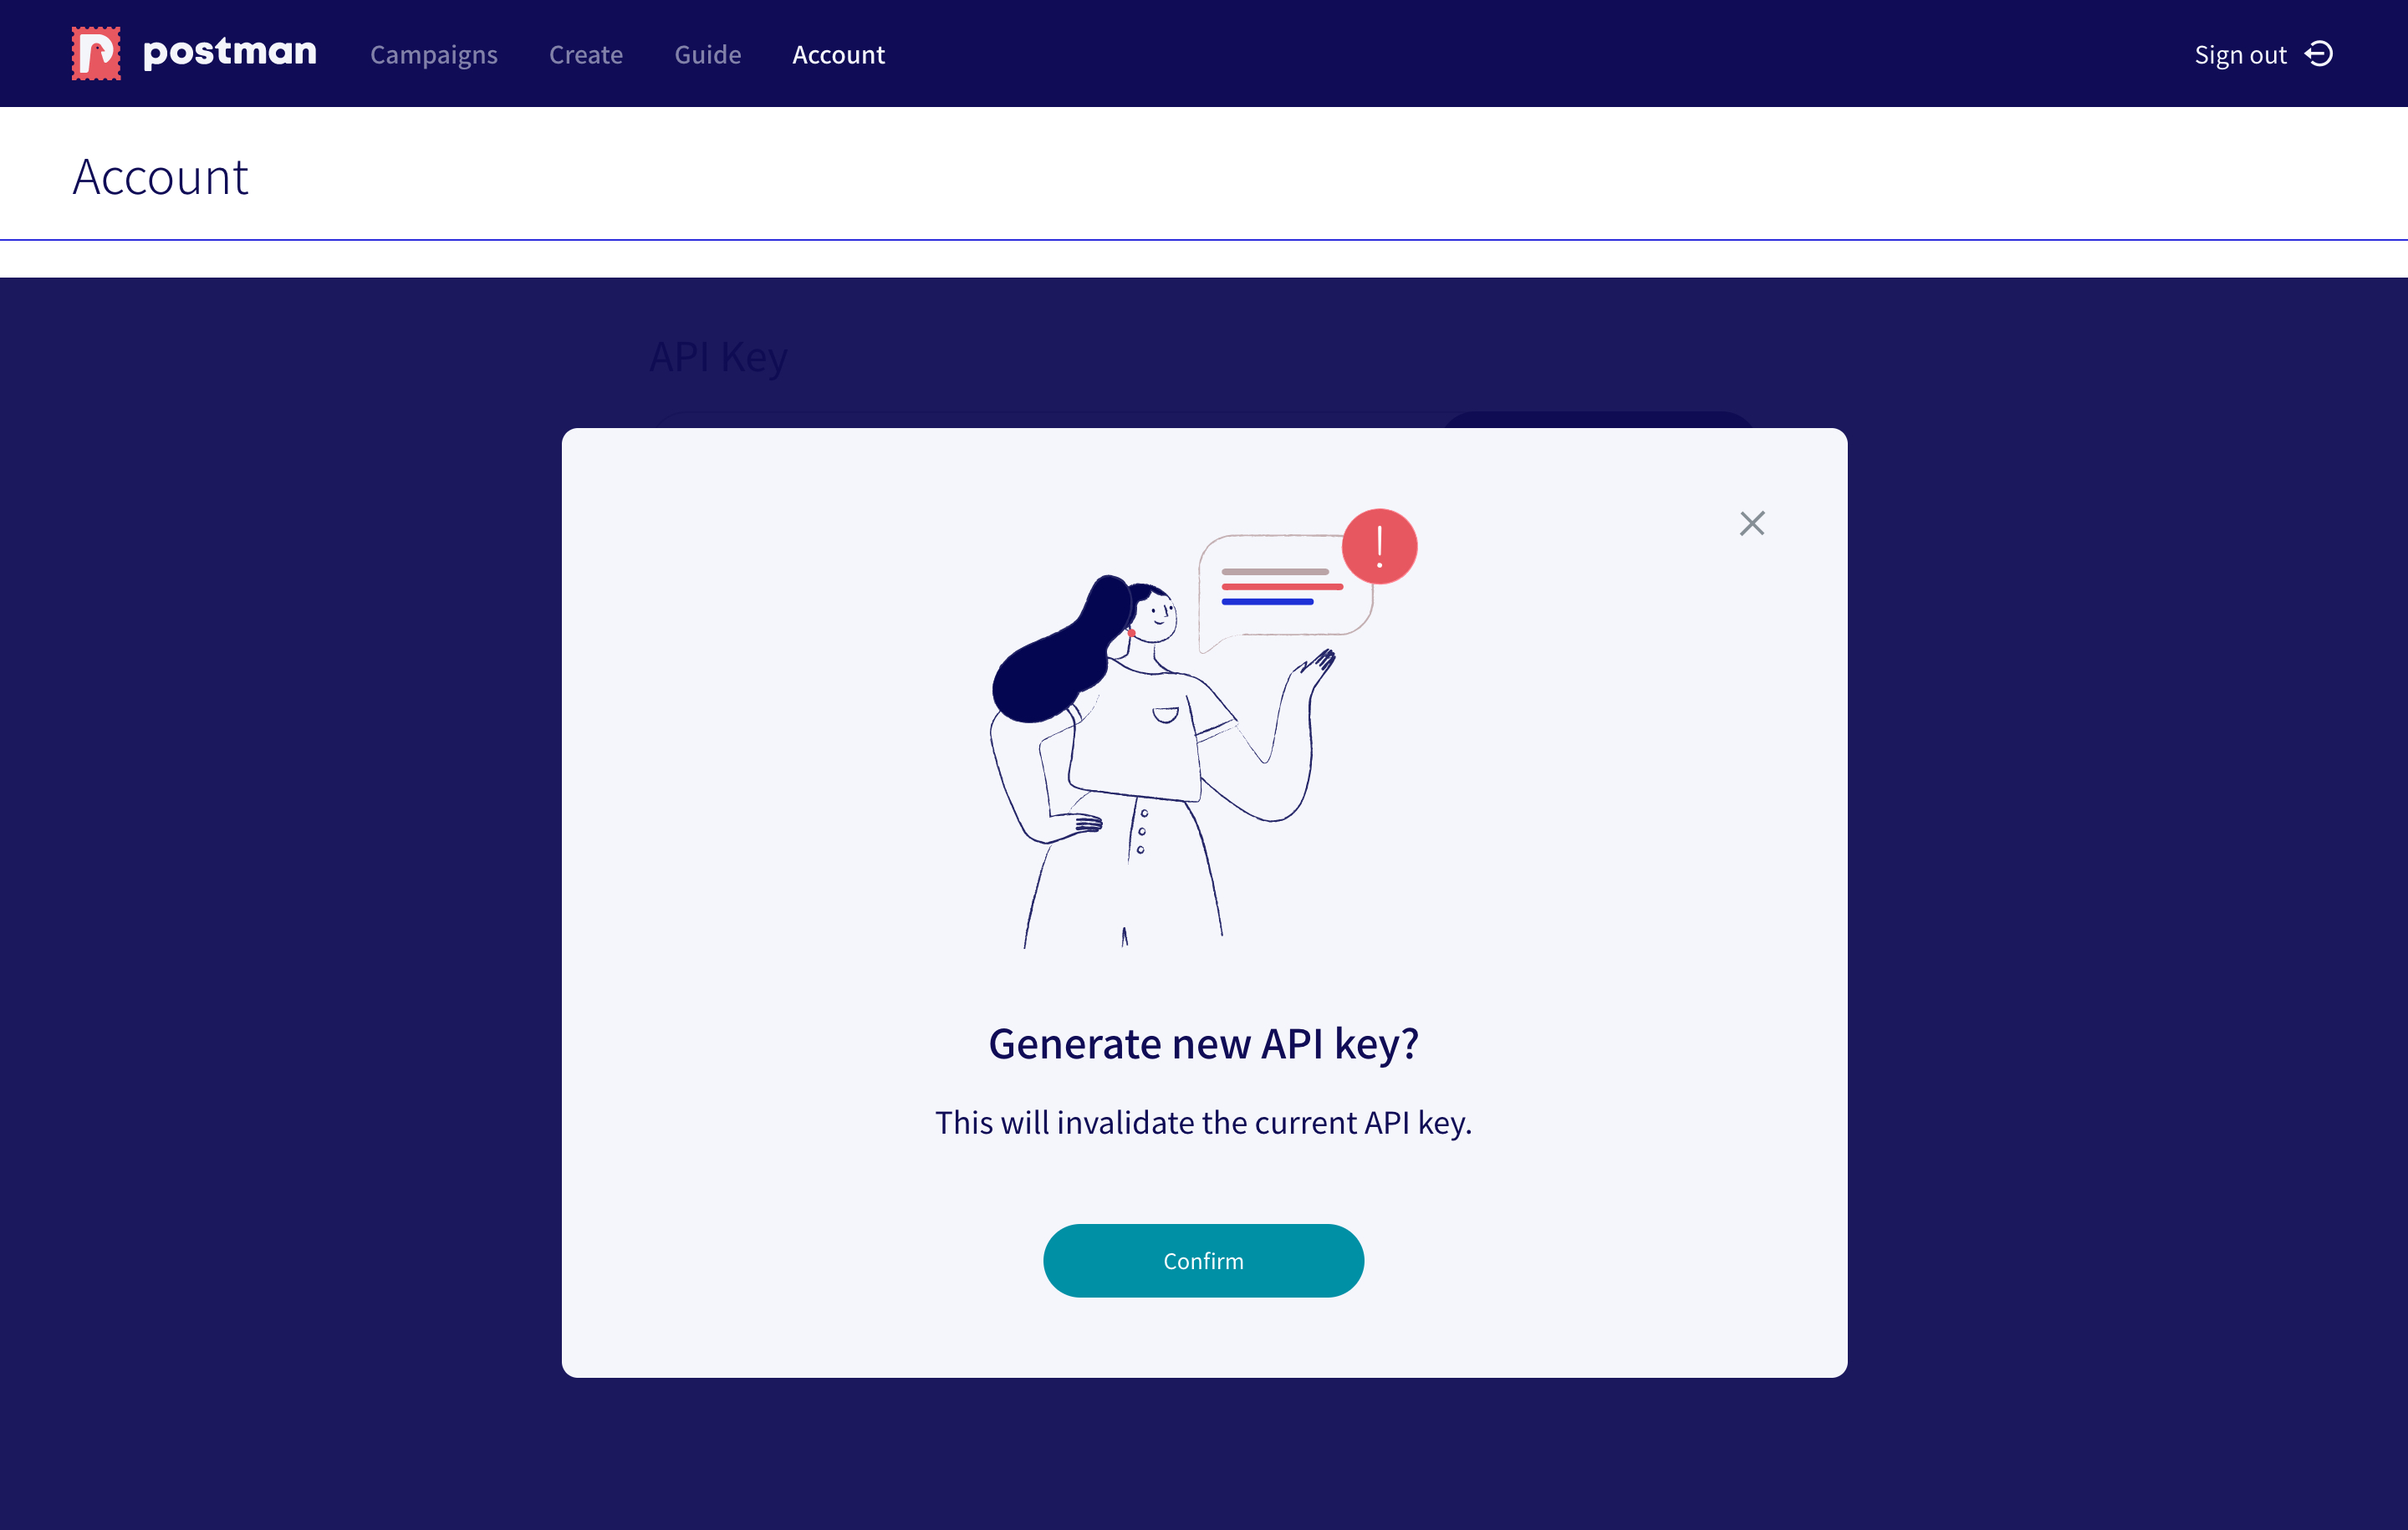 postman Campaigns Create Guide Account Sign out
Account
API Key
Generate new API key?
This will invalidate the current API key.
Confirm